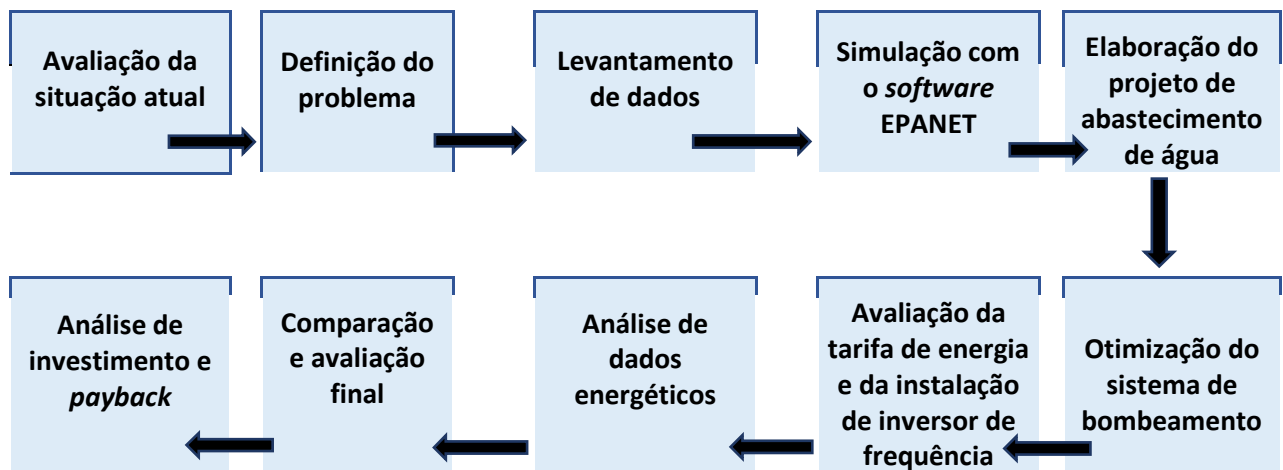 Avaliação da
situação atual
Definição do
problema
Levantamento
de dados
Simulação com
o software
EPANET
Elaboração do
projeto de
abastecimento
de água
Análise de
investimento e
payback
Comparação
e avaliação
final
Análise de
dados
energéticos
Avaliação da
tarifa de energia
e da instalação
de inversor de
frequência
Otimização do
sistema de
bombeamento